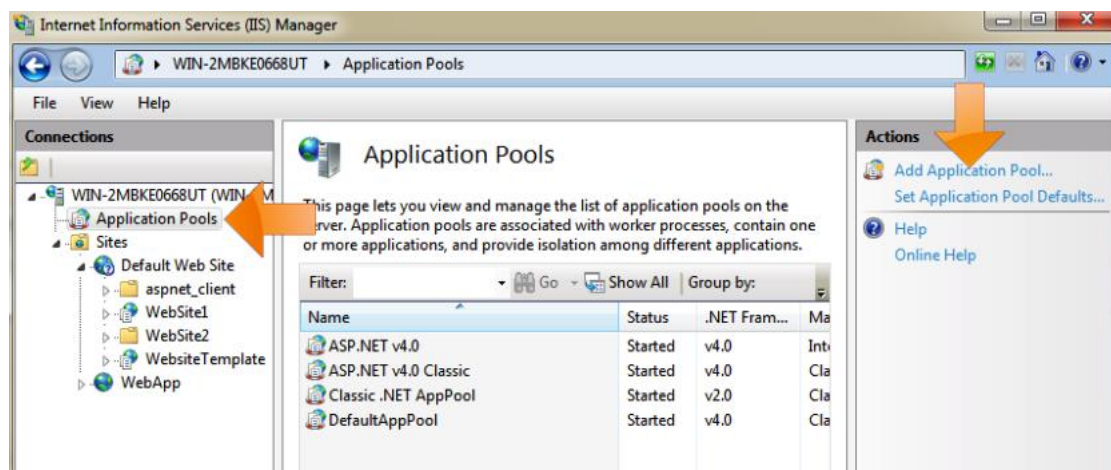 Internet Information Services (IIS) Manager
WIN-2MBKE0668UT Application Pools
File View Help
Connections
WIN-2MBKE0668UT (WIN- M
Application Pools
Sites
Default Web Site
aspnet_client
WebSite1
WebSite2
WebsiteTemplate
WebApp
Application Pools
This page lets you view and manage the list of application pools on the
server. Application pools are associated with worker processes, contain one
or more applications, and provide isolation among different applications.
Filter: Go Show All Group by:
Name Status .NET Fram... Ma
ASP.NET v4.0 Started v4.0 Inte
ASP.NET v4.0 Classic Started v4.0 Cla
Classic .NET AppPool Started v2.0 Cla
DefaultAppPool Started v4.0 Cla
Actions
Add Application Pool...
Set Application Pool Defaults...
Help
Online Help